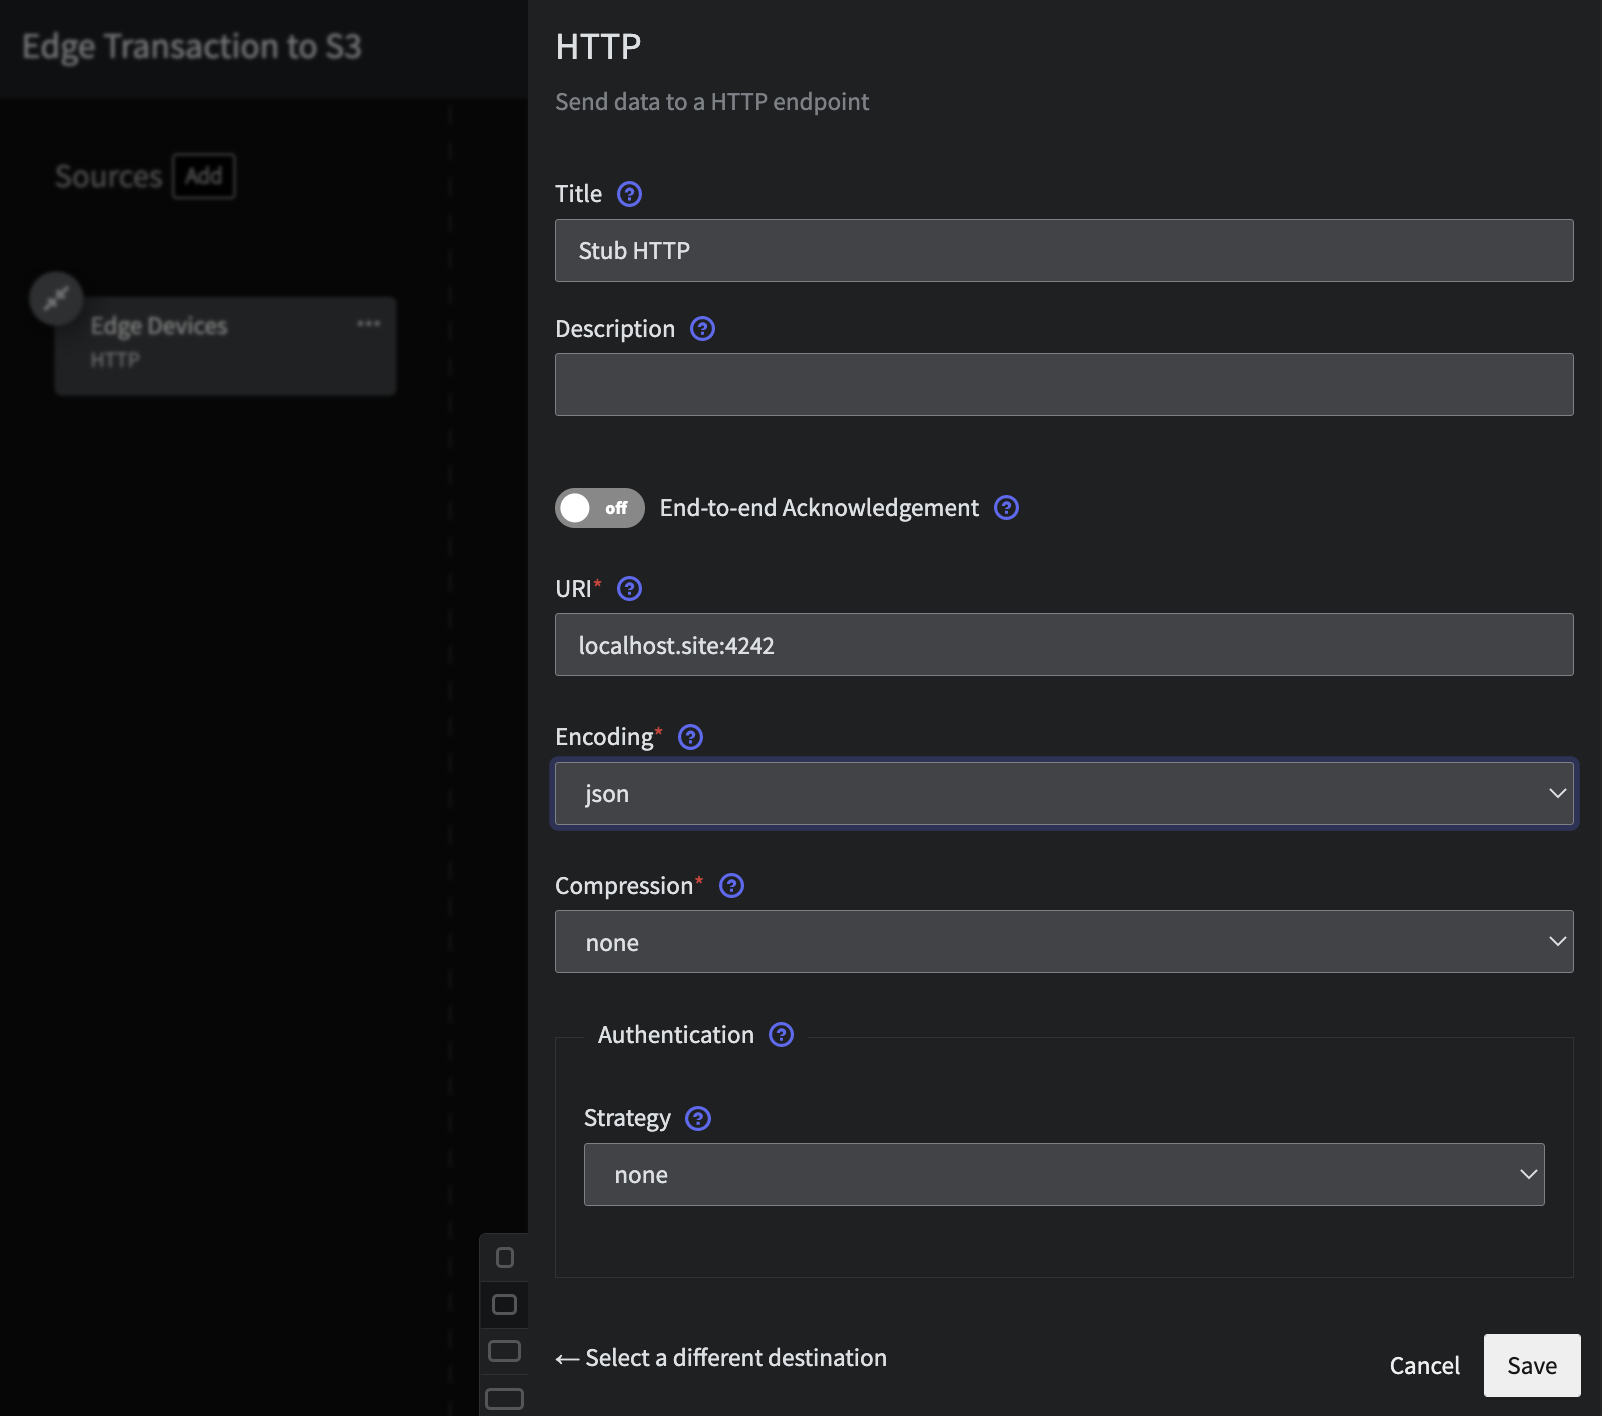 Edge Transaction to S3
Sources Add
Edge Devices
HTTP
HTTP
Send data to a HTTP endpoint
Title ?
Stub HTTP
Description ?
off End-to-end Acknowledgement ?
URI* ?
localhost.site:4242
Encoding* ?
json
Compression* ?
none
Authentication ?
Strategy ?
none
← Select a different destination
Cancel Save